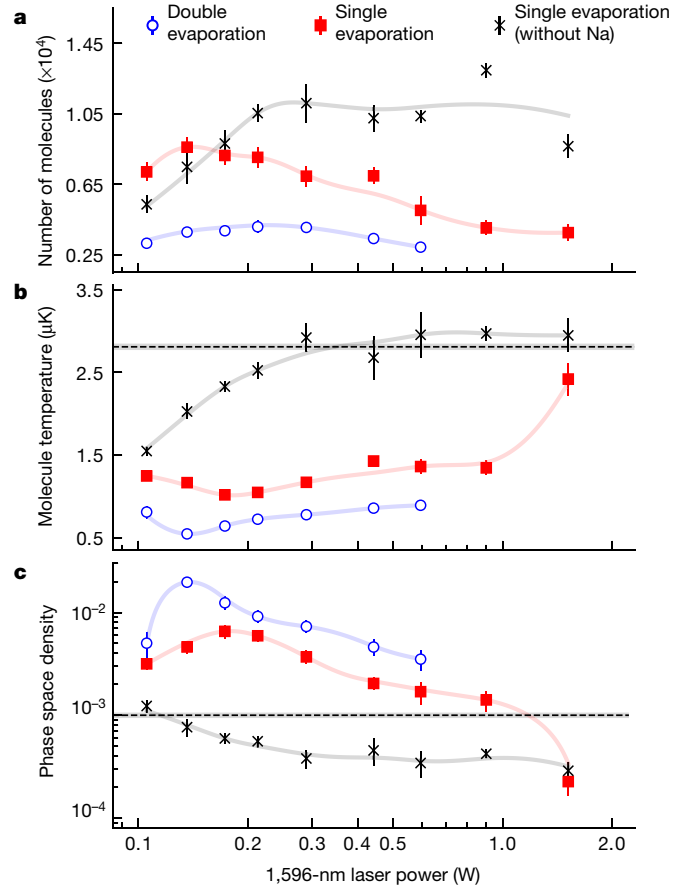 a
Double evaporation
Single evaporation
Single evaporation (without Na)
Number of molecules (×10⁴)
1.45
1.05
0.65
0.25
b
Molecule temperature (μK)
3.5
2.5
1.5
0.5
c
Phase space density
10⁻²
10⁻³
10⁻⁴
0.1
0.2
0.3
0.4
0.5
1.0
2.0
1,596-nm laser power (W)